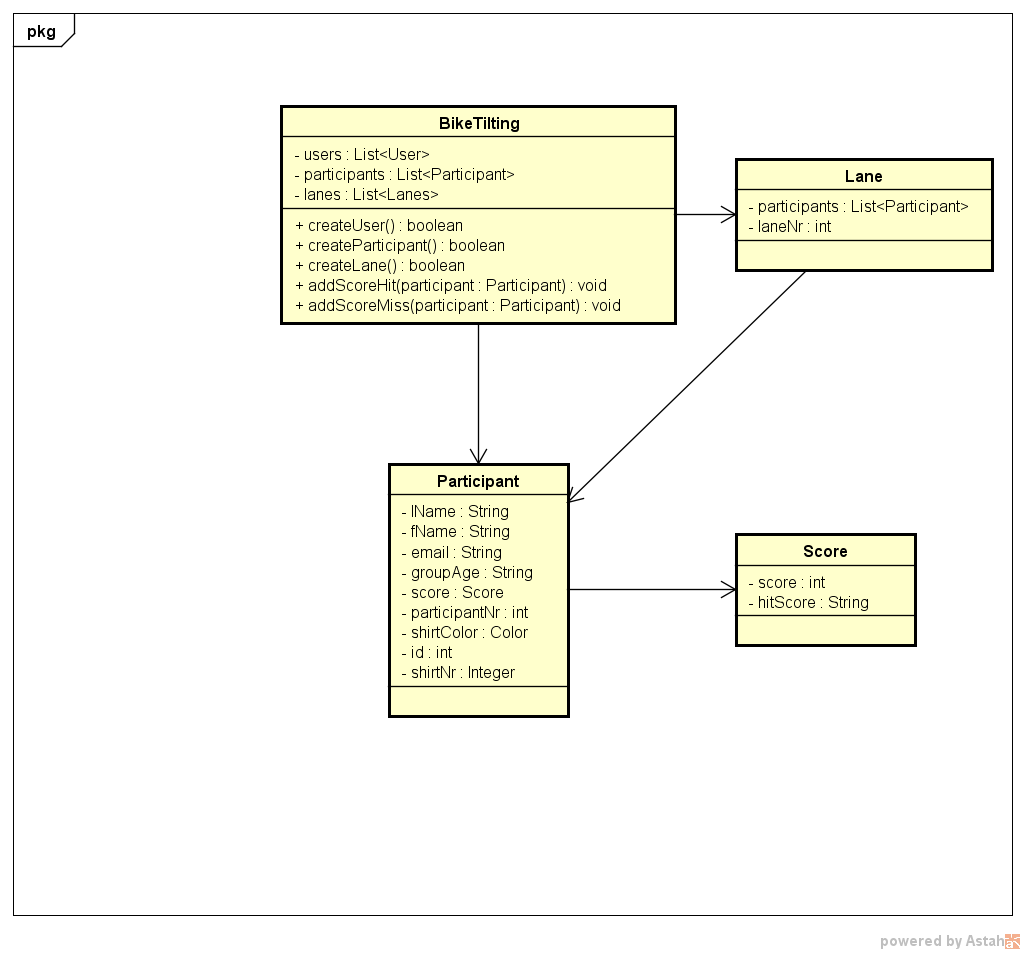 pkg
BikeTilting
- users : List<User>
- participants : List<Participant>
- lanes : List<Lanes>
+ createUser() : boolean
+ createParticipant() : boolean
+ createLane() : boolean
+ addScoreHit(participant : Participant) : void
+ addScoreMiss(participant : Participant) : void
Lane
- participants : List<Participant>
- laneNr : int
Participant
- lName : String
- fName : String
- email : String
- groupAge : String
- score : Score
- participantNr : int
- shirtColor : Color
- id : int
- shirtNr : Integer
Score
- score : int
- hitScore : String
powered by Astah